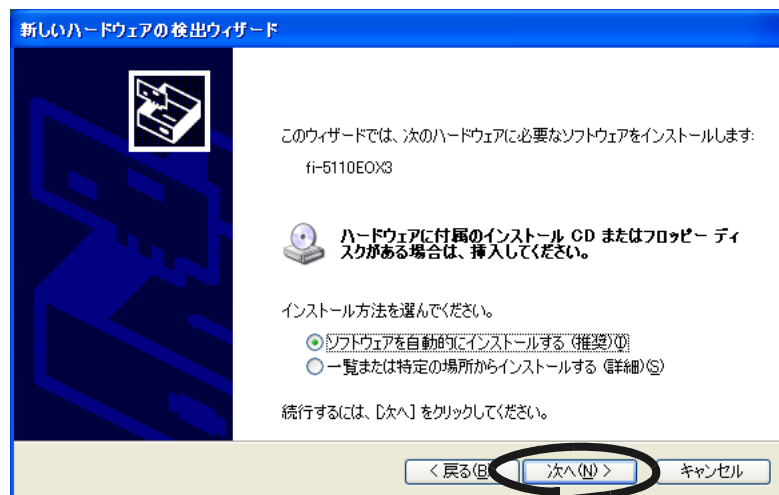 新しいハードウェアの検出ウィザード
このウィザードでは、次のハードウェアに必要なソフトウェアをインストールします:
fi-5110EOX3
ハードウェアに付属のインストール CD またはフロッピー ディ
スクがある場合は、挿入してください。
インストール方法を選んでください。
ソフトウェアを自動的にインストールする (推奨)(I)
一覧または特定の場所からインストールする (詳細)(S)
続行するには、[次へ] をクリックしてください。
< 戻る(B)
次へ(N) >
キャンセル